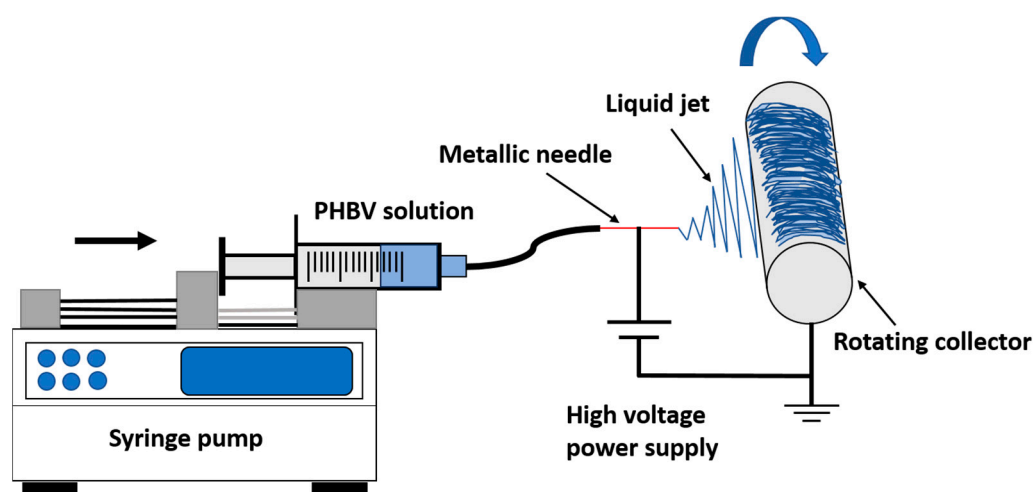 Liquid jet
Metallic needle
PHBV solution
Rotating collector
High voltage
power supply
Syringe pump